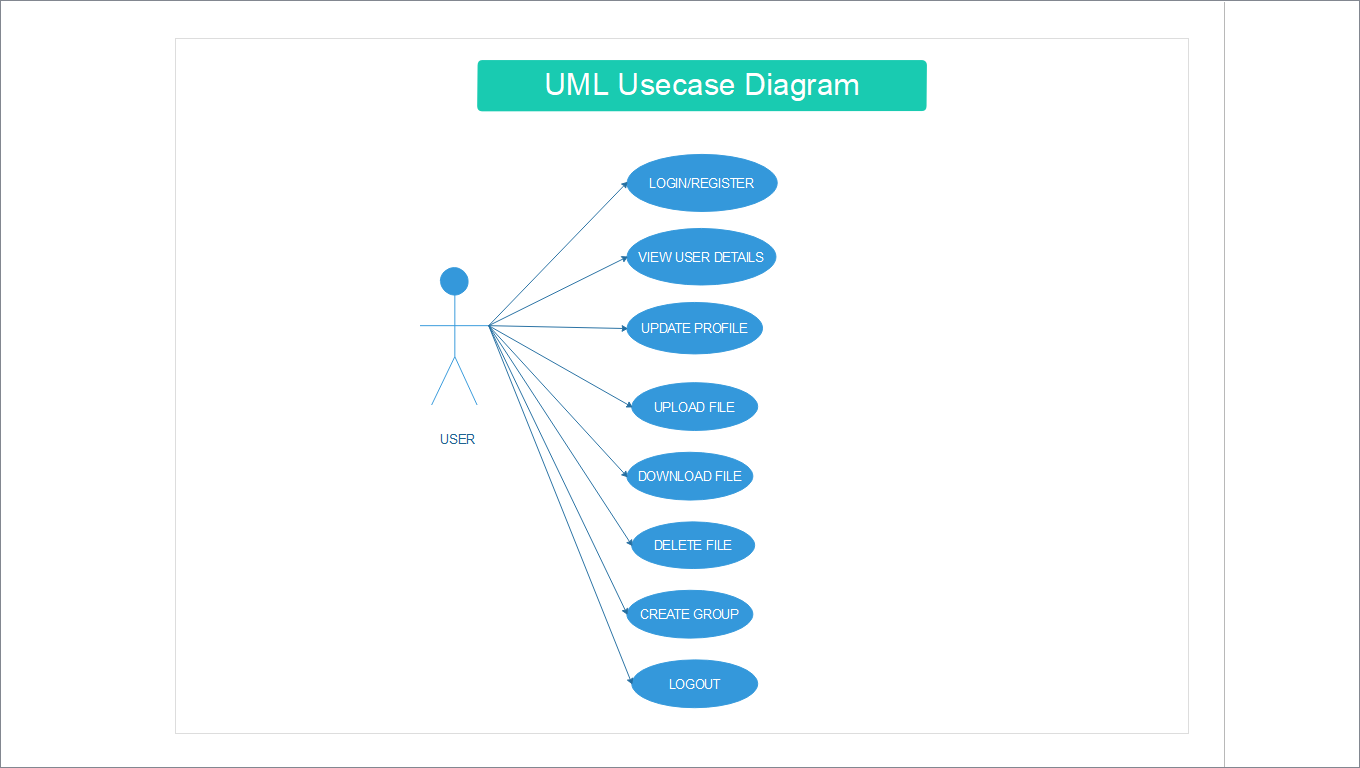 UML Usecase Diagram
LOGIN/REGISTER
VIEW USER DETAILS
UPDATE PROFILE
UPLOAD FILE
USER
DOWNLOAD FILE
DELETE FILE
CREATE GROUP
LOGOUT